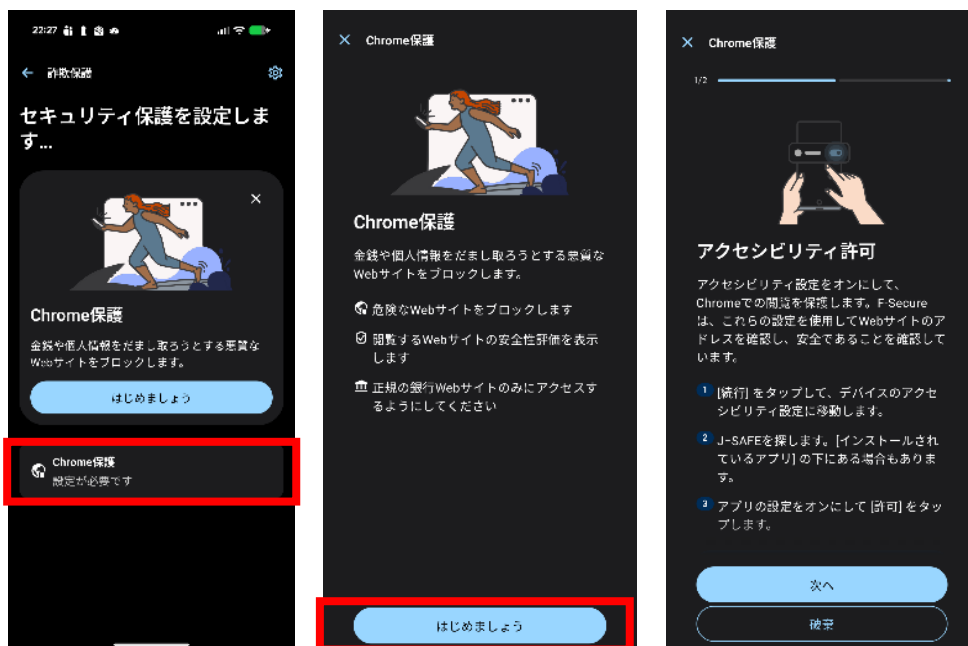 22:27
詐欺保護
セキュリティ保護を設定しま
す...
Chrome保護
金銭や個人情報をだまし取ろうとする悪質な
Webサイトをブロックします。
はじめましょう
Chrome保護
設定が必要です
Chrome保護
Chrome保護
金銭や個人情報をだまし取ろうとする悪質な
Webサイトをブロックします。
危険なWebサイトをブロックします
閲覧するWebサイトの安全性評価を表示
します
正規の銀行Webサイトのみにアクセスす
るようにしてください
はじめましょう
Chrome保護
1/2
アクセシビリティ許可
アクセシビリティ設定をオンにして、
Chromeでの閲覧を保護します。F-Secure
は、これらの設定を使用してWebサイトのア
ドレスを確認し、安全であることを確認して
います。
1 [続行] をタップして、デバイスのアクセ
シビリティ設定に移動します。
2 J-SAFEを探します。[インストールされ
ているアプリ] の下にある場合もありま
す。
3 アプリの設定をオンにして [許可] をタッ
プします。
次へ
破棄